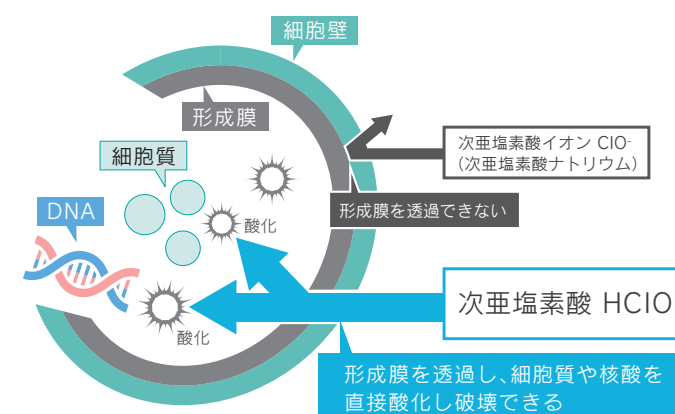 細胞壁
形成膜
細胞質
DNA
酸化
酸化
次亜塩素酸イオン ClO-
(次亜塩素酸ナトリウム)
形成膜を透過できない
次亜塩素酸 HClO
形成膜を透過し、細胞質や核酸を
直接酸化し破壊できる